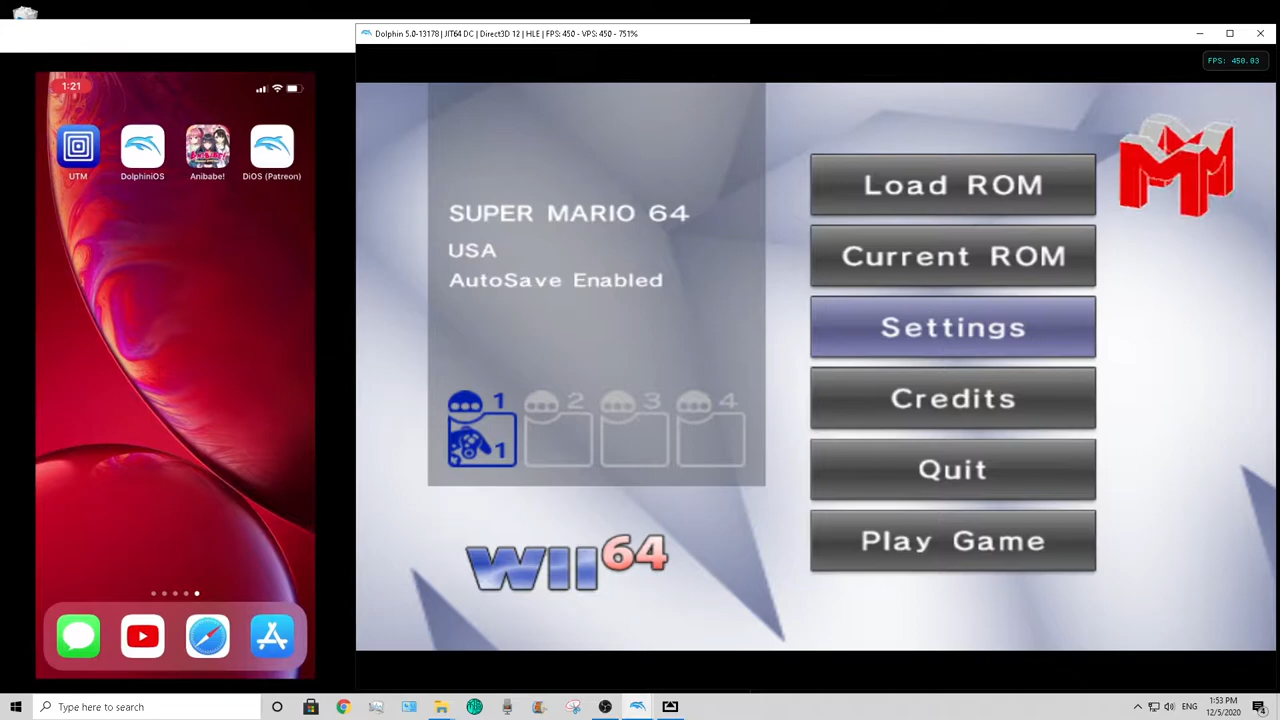 Dolphin 5.0-13178 | JIT64 DC | Direct3D 12 | HLE | FPS: 450 - VPS: 450 - 751%
FPS: 450.03
1:21
UTM
DolphiniOS
Anibabe!
DiOS (Patreon)
SUPER MARIO 64
USA
AutoSave Enabled
1
2
3
4
1
WII64
Load ROM
Current ROM
Settings
Credits
Quit
Play Game
Type here to search
ENG
1:53 PM
12/5/2020
4